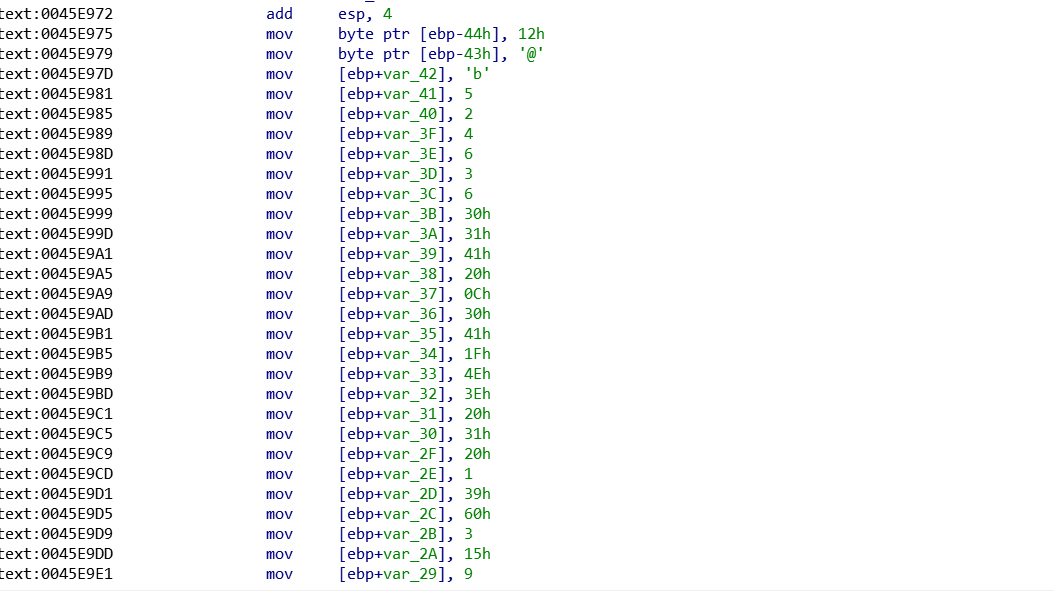 text:0045E972 add esp, 4
text:0045E975 mov byte ptr [ebp-44h], 12h
text:0045E979 mov byte ptr [ebp-43h], '@'
text:0045E97D mov [ebp+var_42], 'b'
text:0045E981 mov [ebp+var_41], 5
text:0045E985 mov [ebp+var_40], 2
text:0045E989 mov [ebp+var_3F], 4
text:0045E98D mov [ebp+var_3E], 6
text:0045E991 mov [ebp+var_3D], 3
text:0045E995 mov [ebp+var_3C], 6
text:0045E999 mov [ebp+var_3B], 30h
text:0045E99D mov [ebp+var_3A], 31h
text:0045E9A1 mov [ebp+var_39], 41h
text:0045E9A5 mov [ebp+var_38], 20h
text:0045E9A9 mov [ebp+var_37], 0Ch
text:0045E9AD mov [ebp+var_36], 30h
text:0045E9B1 mov [ebp+var_35], 41h
text:0045E9B5 mov [ebp+var_34], 1Fh
text:0045E9B9 mov [ebp+var_33], 4Eh
text:0045E9BD mov [ebp+var_32], 3Eh
text:0045E9C1 mov [ebp+var_31], 20h
text:0045E9C5 mov [ebp+var_30], 31h
text:0045E9C9 mov [ebp+var_2F], 20h
text:0045E9CD mov [ebp+var_2E], 1
text:0045E9D1 mov [ebp+var_2D], 39h
text:0045E9D5 mov [ebp+var_2C], 60h
text:0045E9D9 mov [ebp+var_2B], 3
text:0045E9DD mov [ebp+var_2A], 15h
text:0045E9E1 mov [ebp+var_29], 9